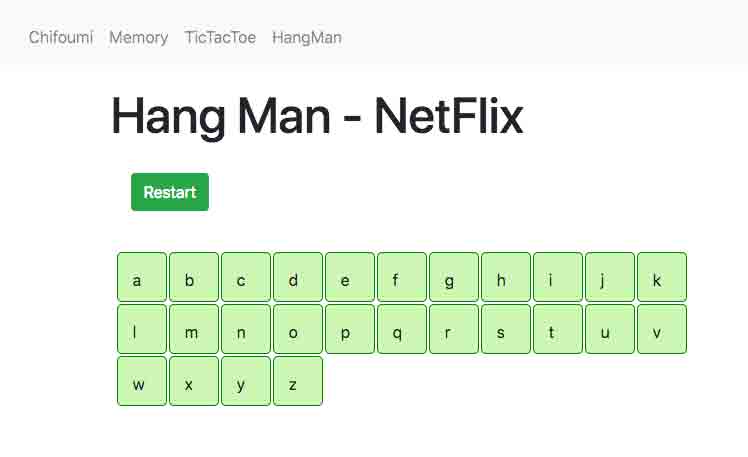 Chifoumi Memory TicTacToe HangMan
Hang Man - NetFlix
Restart
a b c d e f g h i j k
l m n o p q r s t u v
w x y z